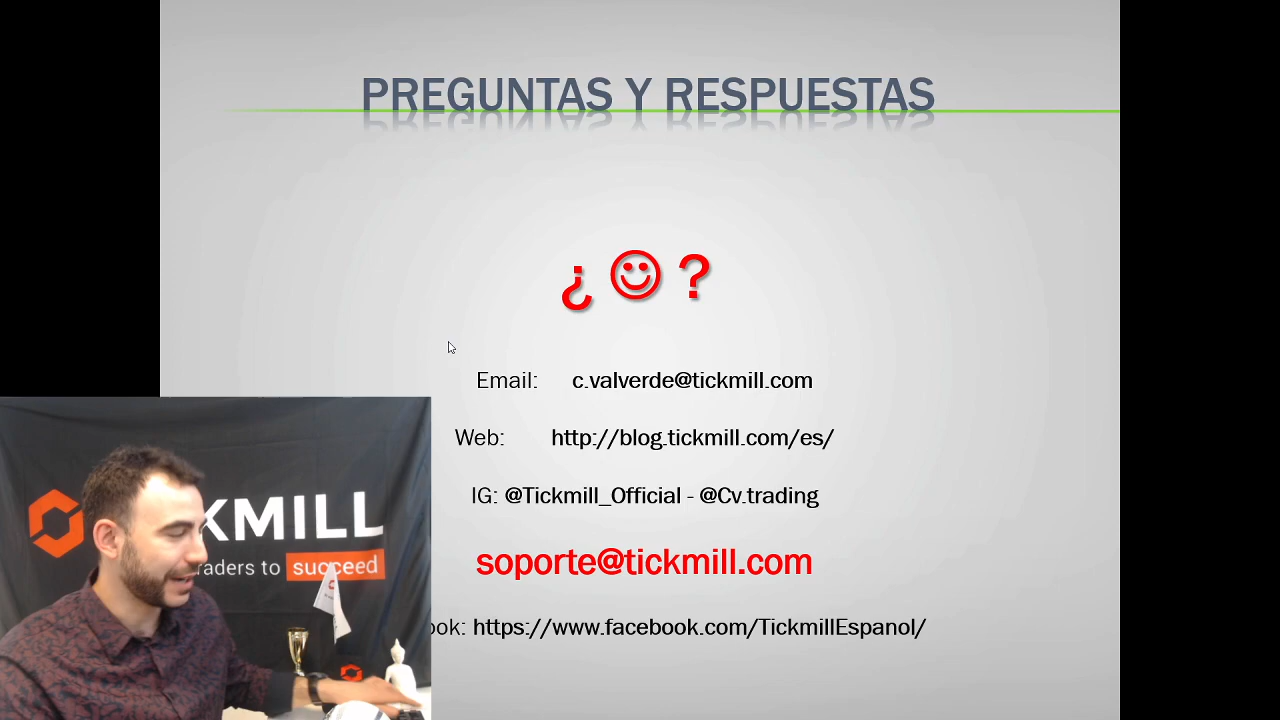 PREGUNTAS Y RESPUESTAS
¿ ☺ ?
Email: c.valverde@tickmill.com
Web: http://blog.tickmill.com/es/
IG: @Tickmill_Official - @Cv.trading
soporte@tickmill.com
ook: https://www.facebook.com/TickmillEspanol/
KMILL
raders to succeed